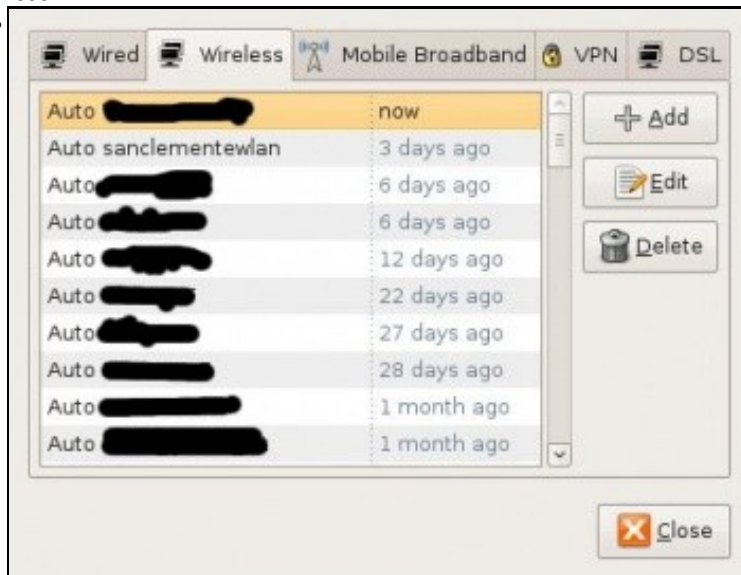 Wired Wireless Mobile Broadband VPN DSL
Auto now
Auto sanclementewlan 3 days ago
Auto 6 days ago
Auto 6 days ago
Auto 12 days ago
Auto 22 days ago
Auto 27 days ago
Auto 28 days ago
Auto 1 month ago
Auto 1 month ago
Add
Edit
Delete
Close